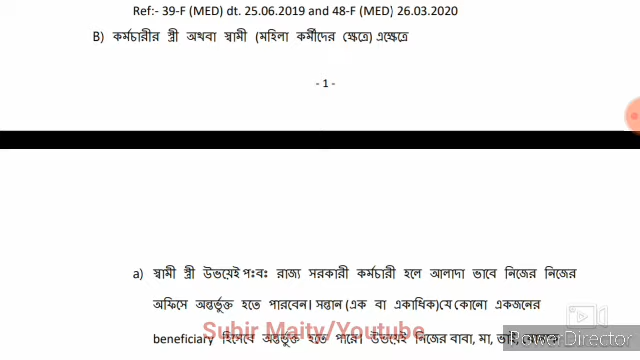 Ref:- 39-F (MED) dt. 25.06.2019 and 48-F (MED) 26.03.2020
B) কর্মচারীর স্ত্রী অথবা স্বামী (মহিলা কর্মীদের ক্ষেত্রে) এক্ষেত্রে
- 1 -
a) স্বামী স্ত্রী উভয়েই পঃবঃ রাজ্য সরকারী কর্মচারী হলে আলাদা ভাবে নিজের নিজের
অফিসে অন্তর্ভুক্ত হতে পারবেন। সন্তান (এক বা একাধিক) যে কোনো একজনের
beneficiary হিসেবে অন্তর্ভুক্ত হতে পারে। উভয়েই নিজের বাবা, মা, ভাই,
Subir Maity/Youtube
PowerDirector